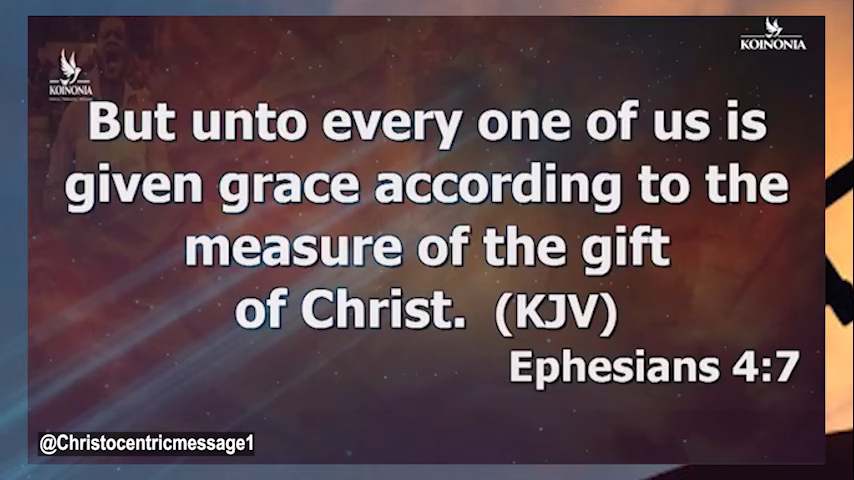 KOINONIA
KOINONIA
But unto every one of us is
given grace according to the
measure of the gift
of Christ. (KJV)
Ephesians 4:7
@Christocentricmessage1